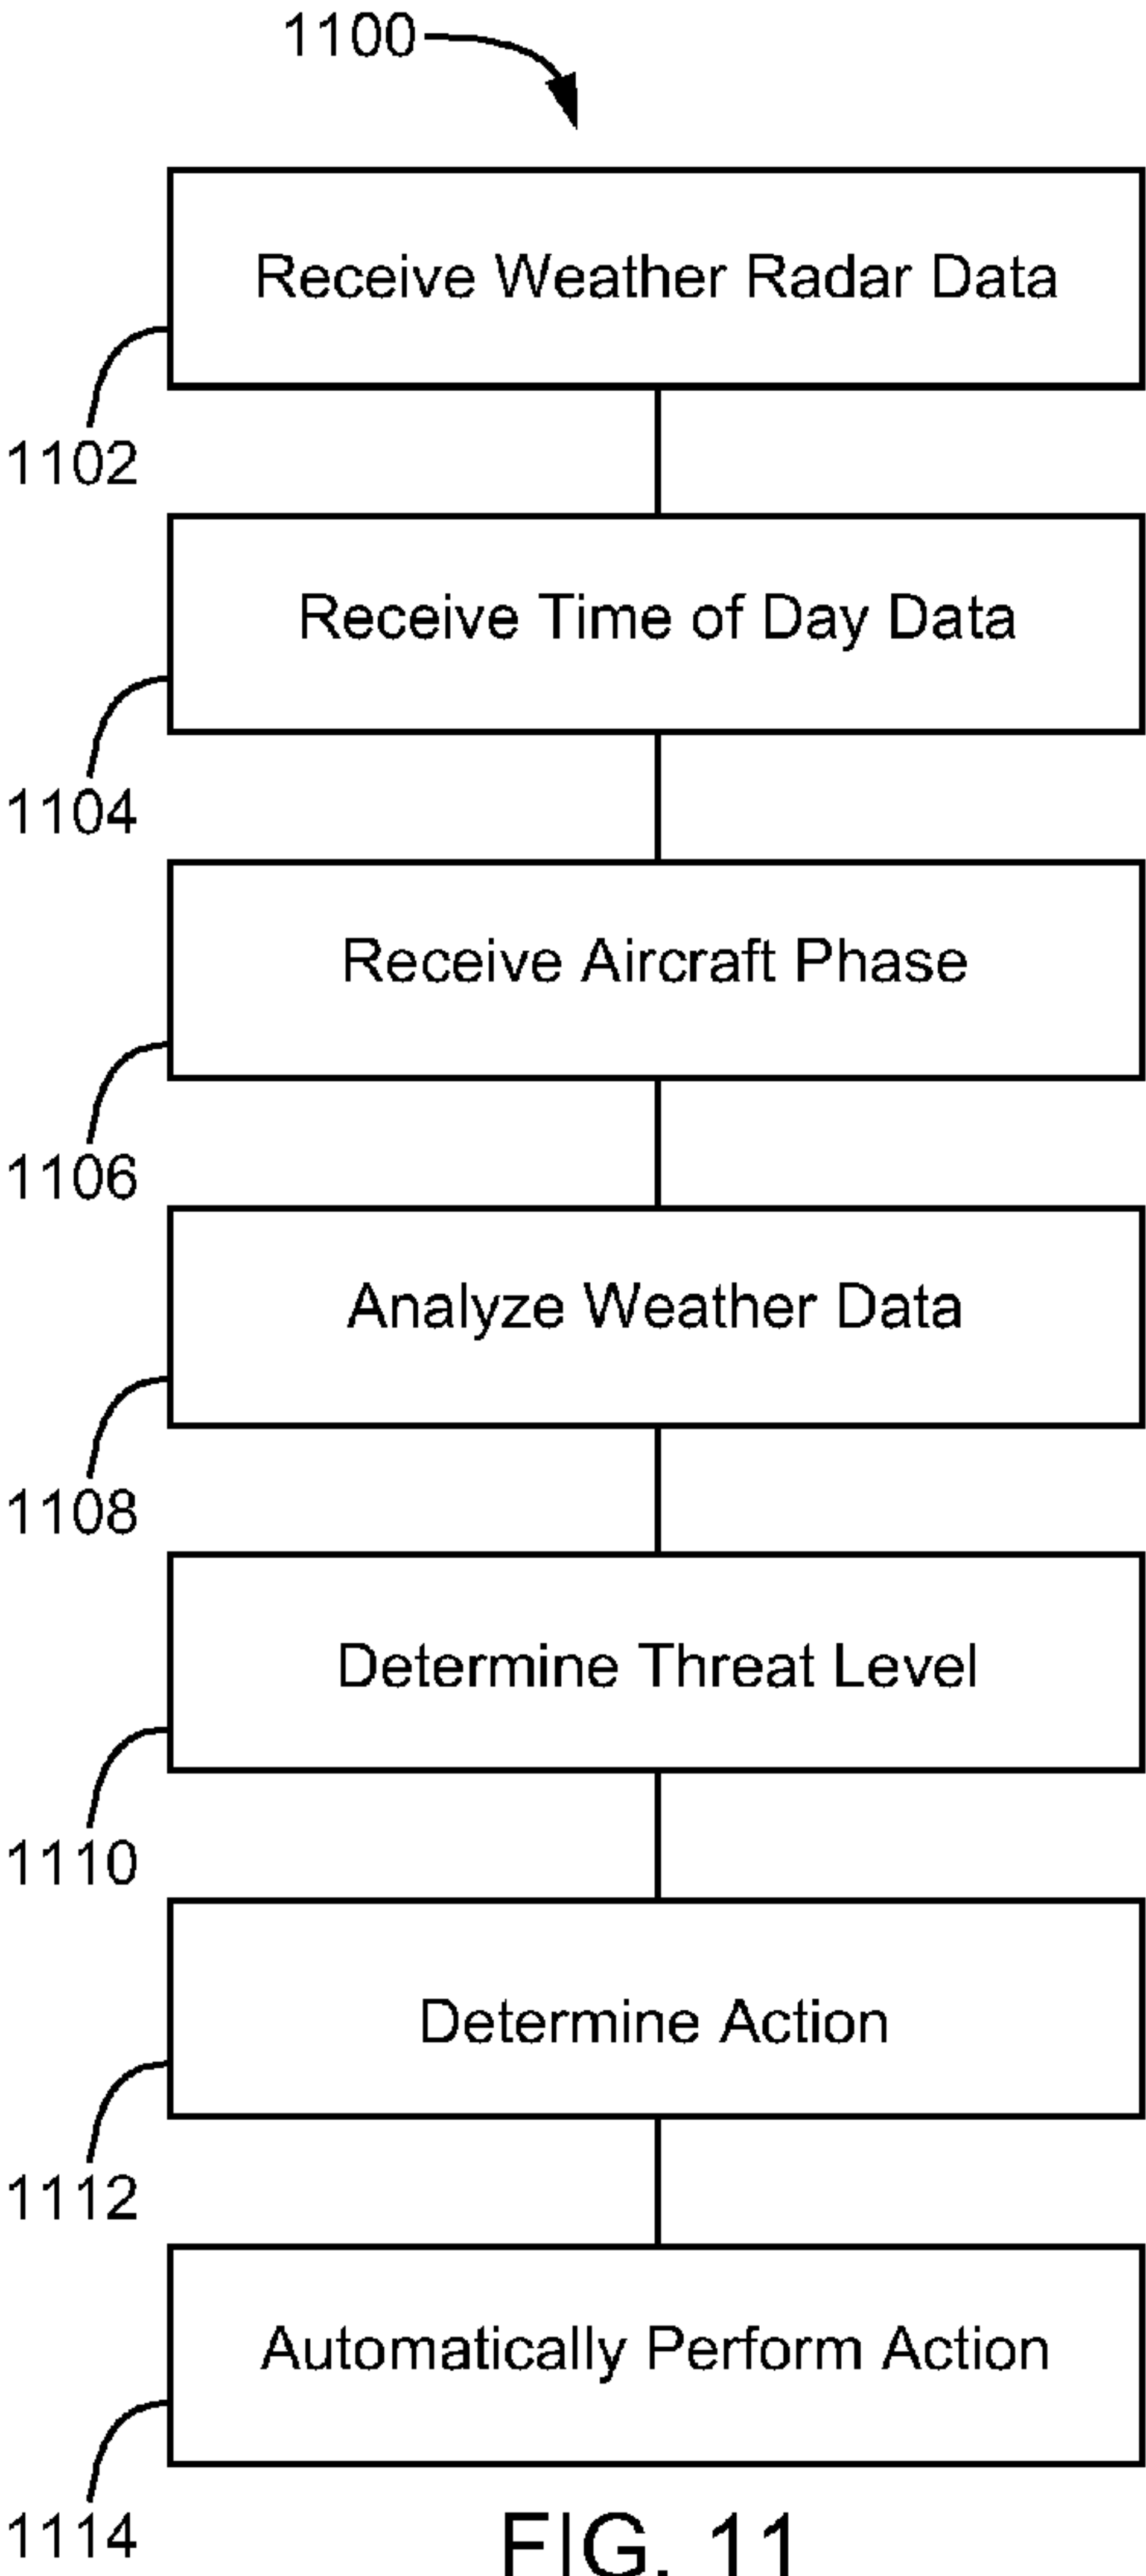 1100
Receive Weather Radar Data
1102
Receive Time of Day Data
1104
Receive Aircraft Phase
1106
Analyze Weather Data
1108
Determine Threat Level
1110
Determine Action
1112
Automatically Perform Action
1114
FIG. 11